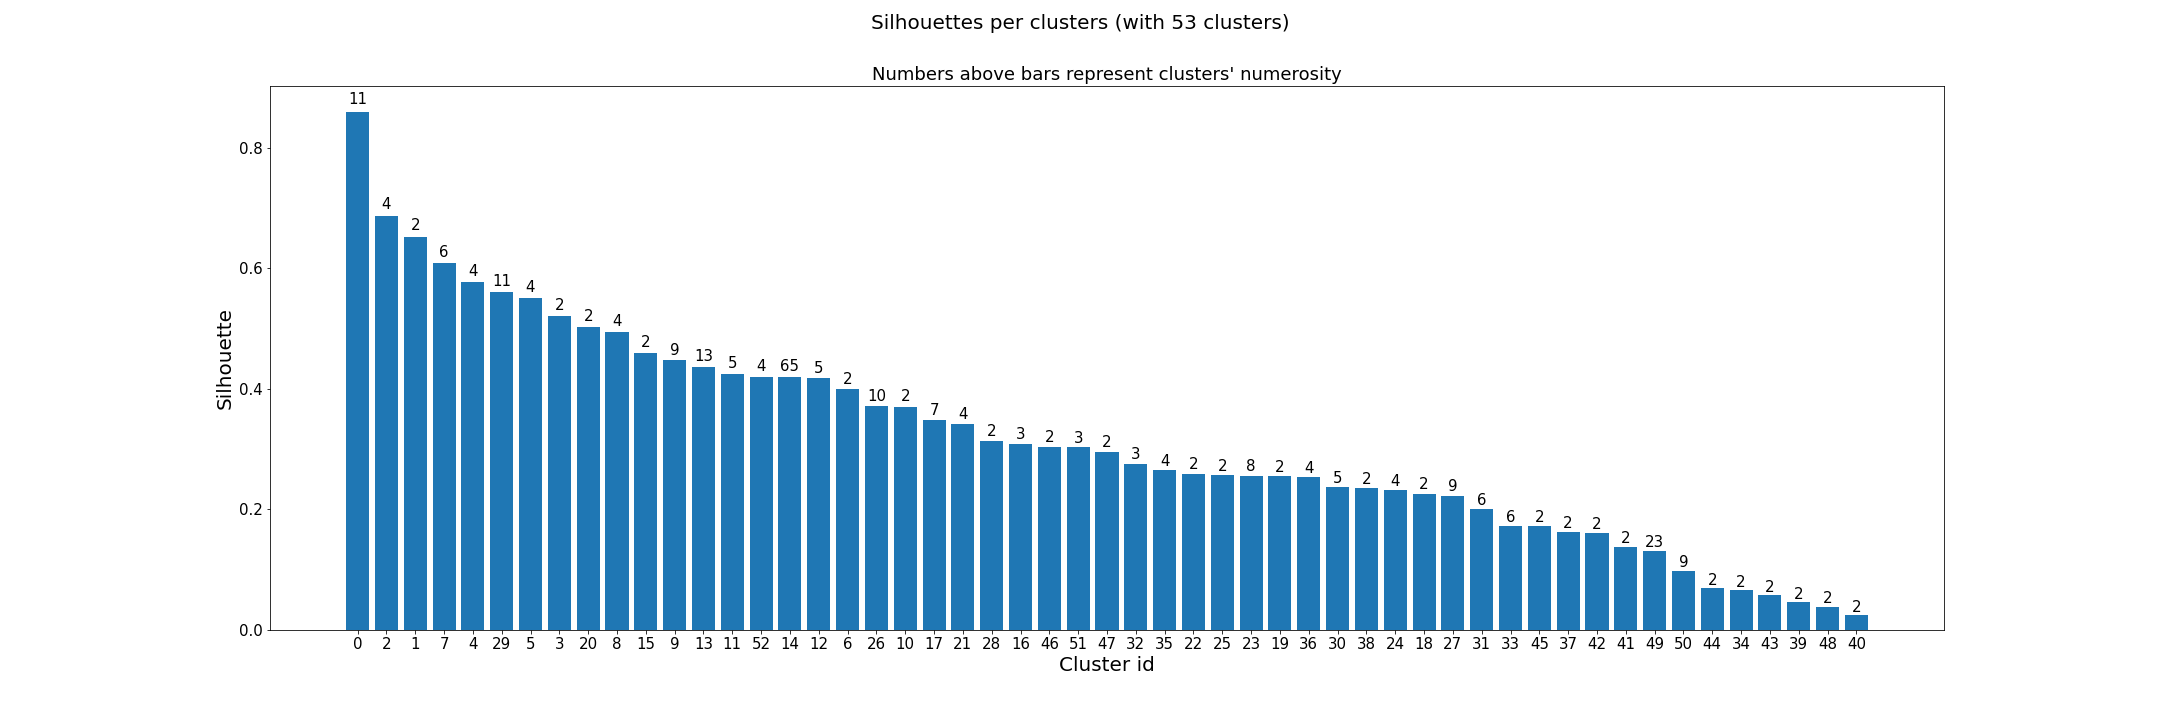 Silhouettes per clusters (with 53 clusters)
Numbers above bars represent clusters' numerosity
11 4 2 6 4 11 4 2 2 4 2 9 13 5 4 65 5 2 10 2 7 4 2 3 2 3 2 3 4 2 2 8 2 4 5 2 4 2 9 6 6 2 2 2 2 23 9 2 2 2 2 2 2
0.8
0.6
0.4
0.2
0.0
Silhouette
0 2 1 7 4 29 5 3 20 8 15 9 13 11 52 14 12 6 26 10 17 21 28 16 46 51 47 32 35 22 25 23 19 36 30 38 24 18 27 31 33 45 37 42 41 49 50 44 34 43 39 48 40
Cluster id